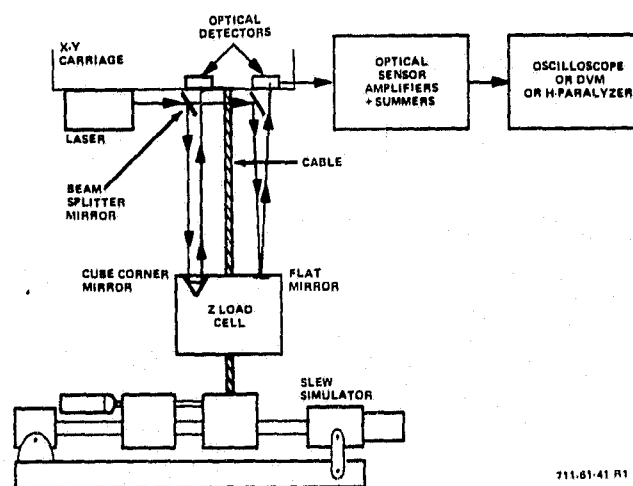 OPTICAL
DETECTORS
X-Y
CARRIAGE
LASER
BEAM
SPLITTER
MIRROR
CABLE
OPTICAL
SENSOR
AMPLIFIERS
+ SUMMERS
OSCILLOSCOPE
OR DVM
OR H-PARALYZER
CUBE CORNER
MIRROR
FLAT
MIRROR
Z LOAD
CELL
SLEW
SIMULATOR
711-61-41 R1